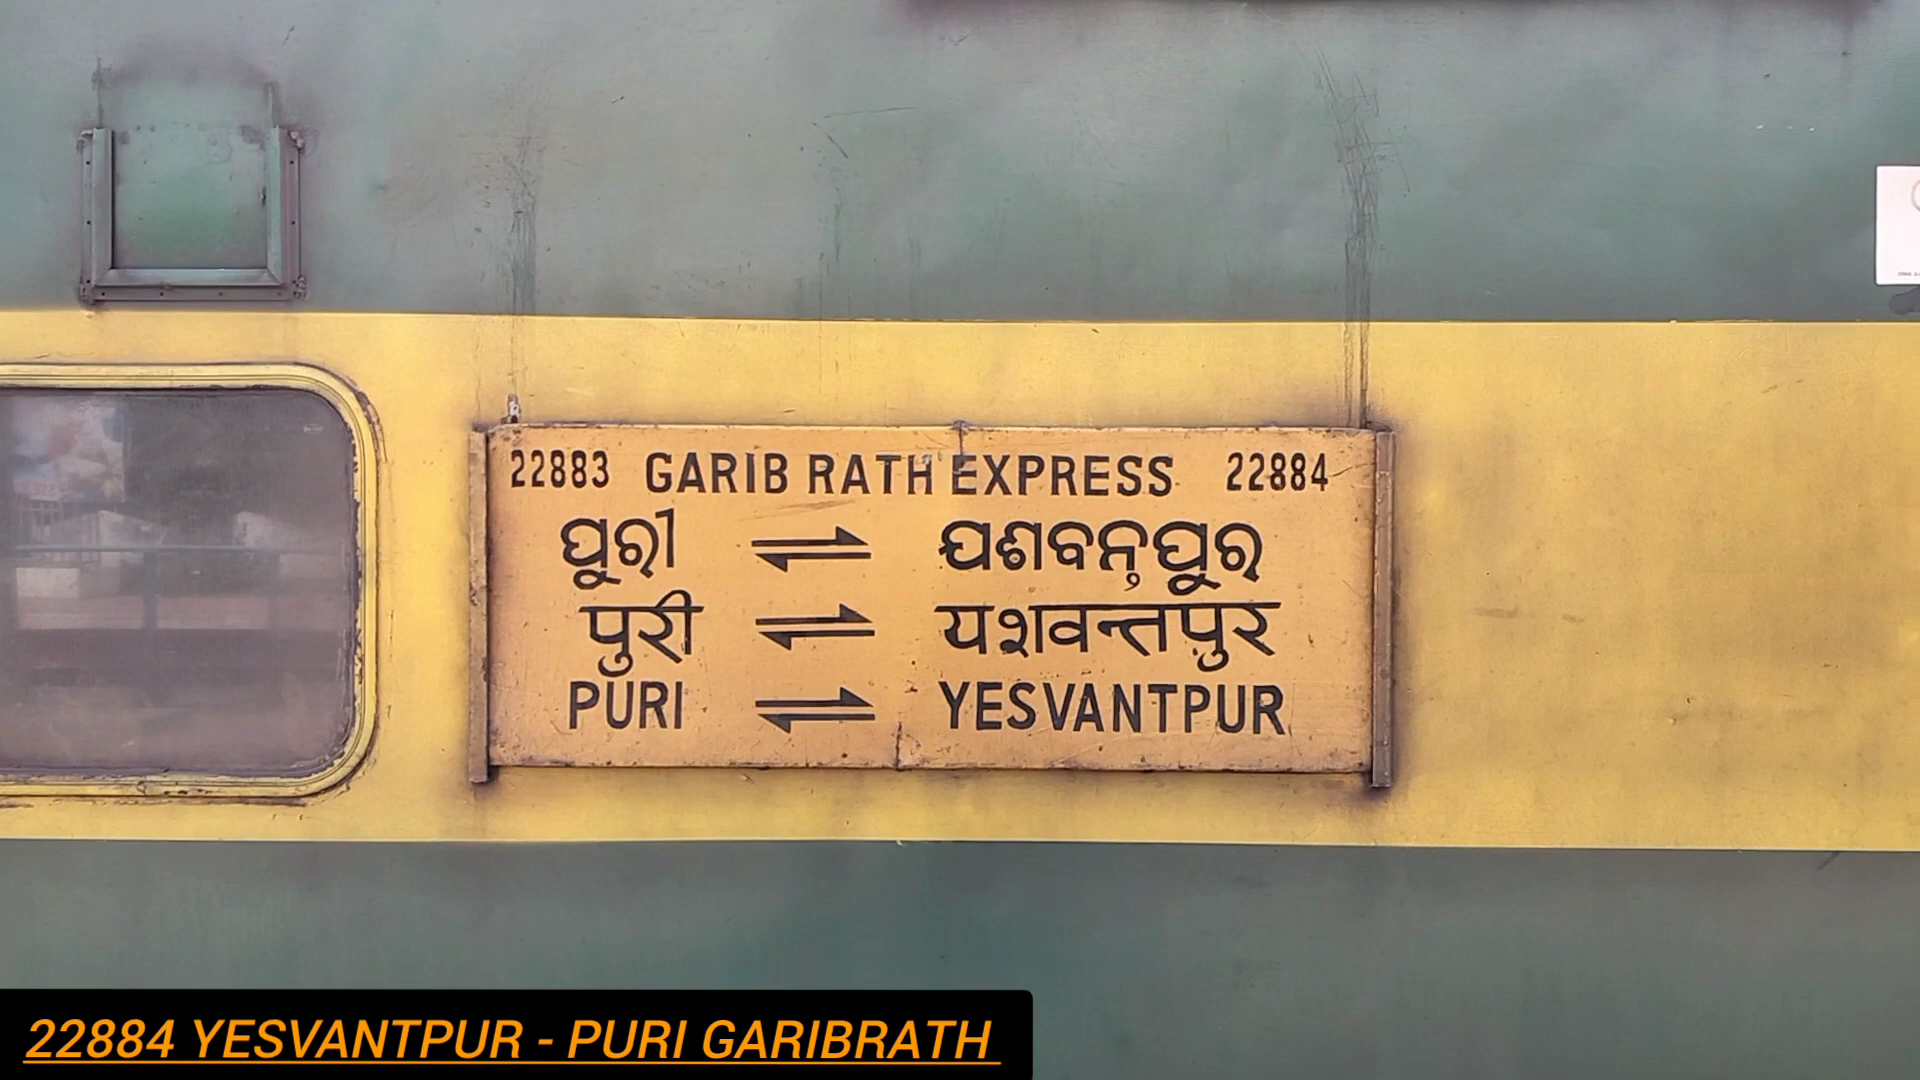 22883 GARIB RATH EXPRESS 22884
ପୁରୀ ⇌ ଯଶବନ୍ତପୁର
पुरी ⇌ यशवन्तपुर
PURI ⇌ YESVANTPUR
22884 YESVANTPUR - PURI GARIBRATH